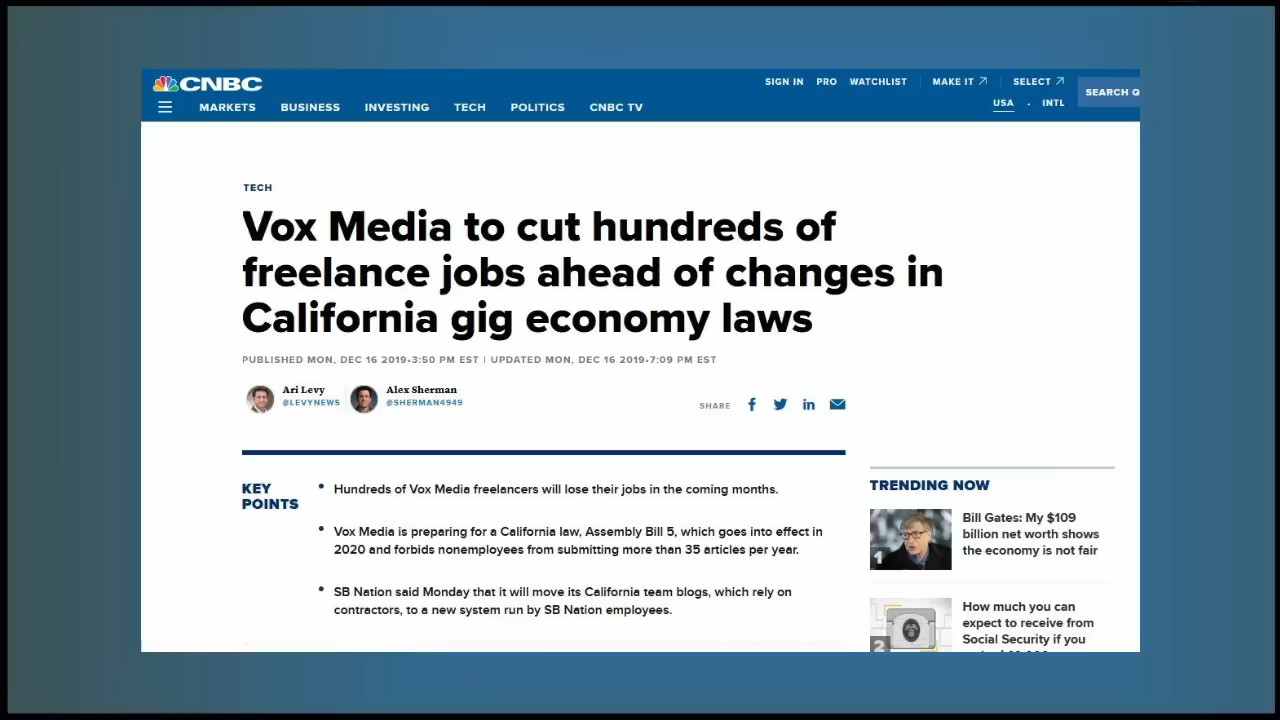 CNBC
SIGN IN PRO WATCHLIST MAKE IT SELECT
MARKETS BUSINESS INVESTING TECH POLITICS CNBC TV
USA • INTL
SEARCH Q
TECH
Vox Media to cut hundreds of
freelance jobs ahead of changes in
California gig economy laws
PUBLISHED MON, DEC 16 2019•3:50 PM EST | UPDATED MON, DEC 16 2019•7:09 PM EST
Ari Levy
@LEVYNEWS
Alex Sherman
@SHERMAN4949
SHARE
KEY
POINTS
• Hundreds of Vox Media freelancers will lose their jobs in the coming months.
• Vox Media is preparing for a California law, Assembly Bill 5, which goes into effect in
2020 and forbids nonemployees from submitting more than 35 articles per year.
• SB Nation said Monday that it will move its California team blogs, which rely on
contractors, to a new system run by SB Nation employees.
TRENDING NOW
1
Bill Gates: My $109
billion net worth shows
the economy is not fair
2
How much you can
expect to receive from
Social Security if you